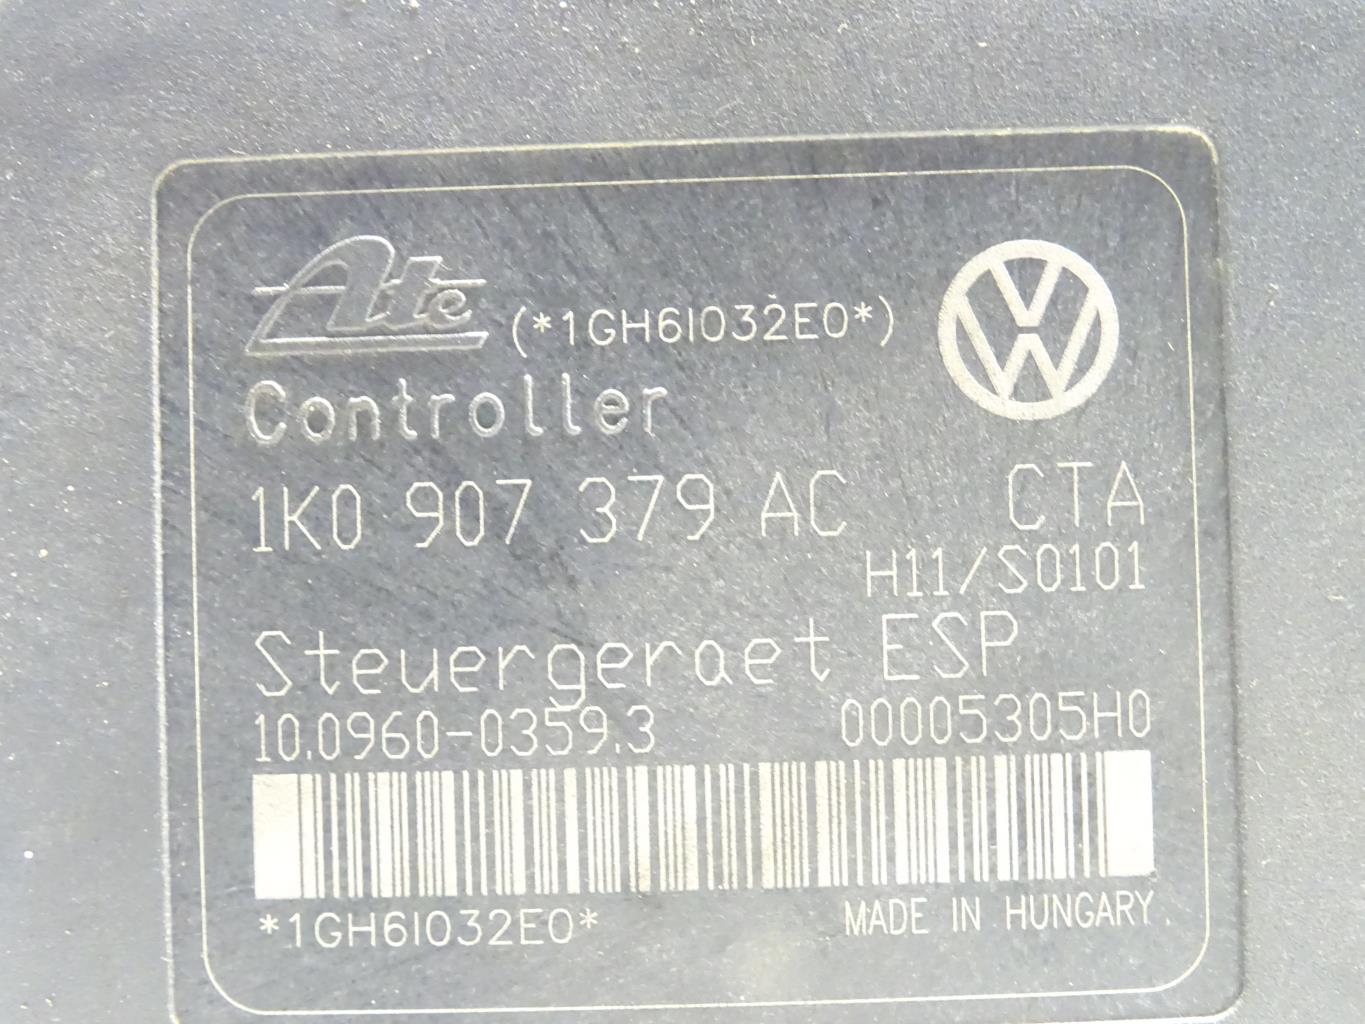 Ate (*1GH6I032E0*)
Controller
1K0 907 379 AC CTA
H11/S0101
Steuergeraet ESP
10.0960-0359.3 00005305H0
*1GH6I032E0* MADE IN HUNGARY.